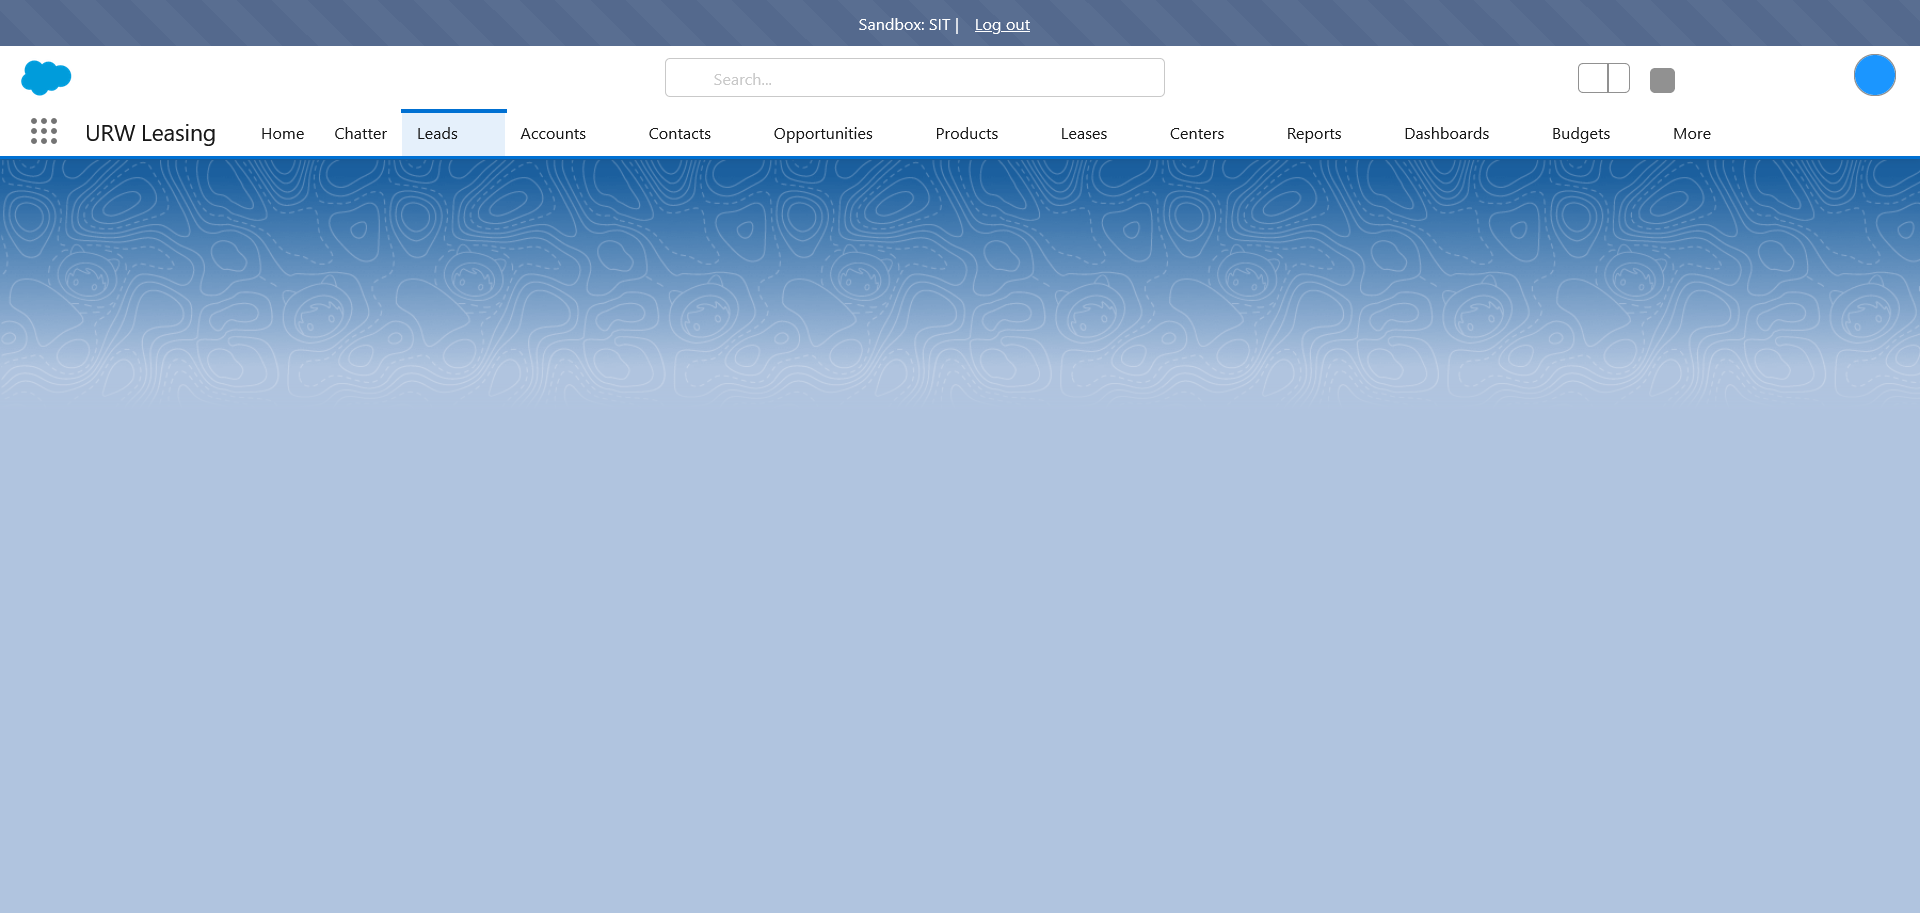 Sandbox: SIT | Log out
Search...
URW Leasing Home Chatter Leads Accounts Contacts Opportunities Products Leases Centers Reports Dashboards Budgets More